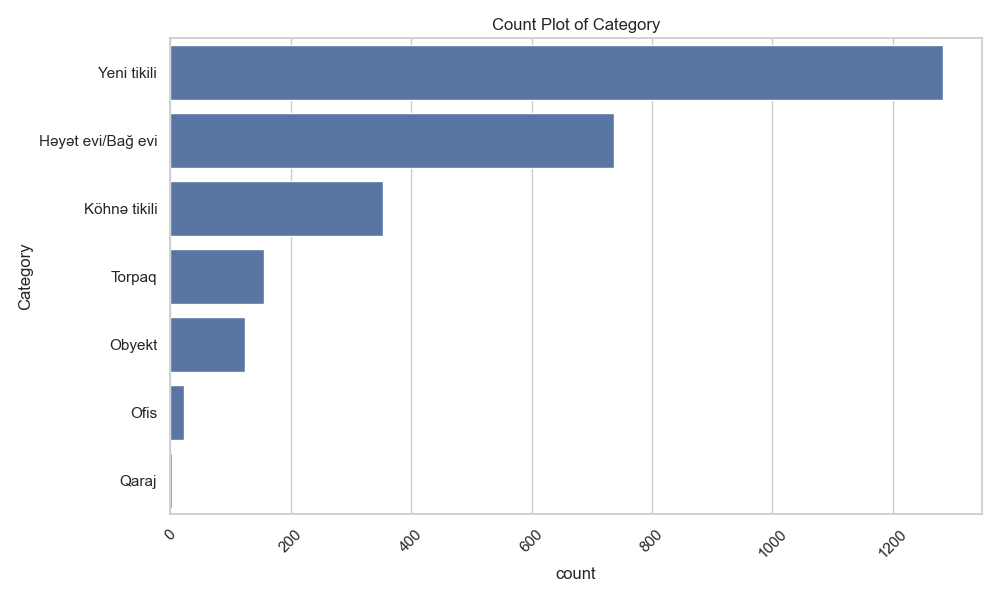 Count Plot of Category
Yeni tikili
Həyət evi/Bağ evi
Köhnə tikili
Torpaq
Obyekt
Ofis
Qaraj
Category
0
200
400
600
800
1000
1200
count